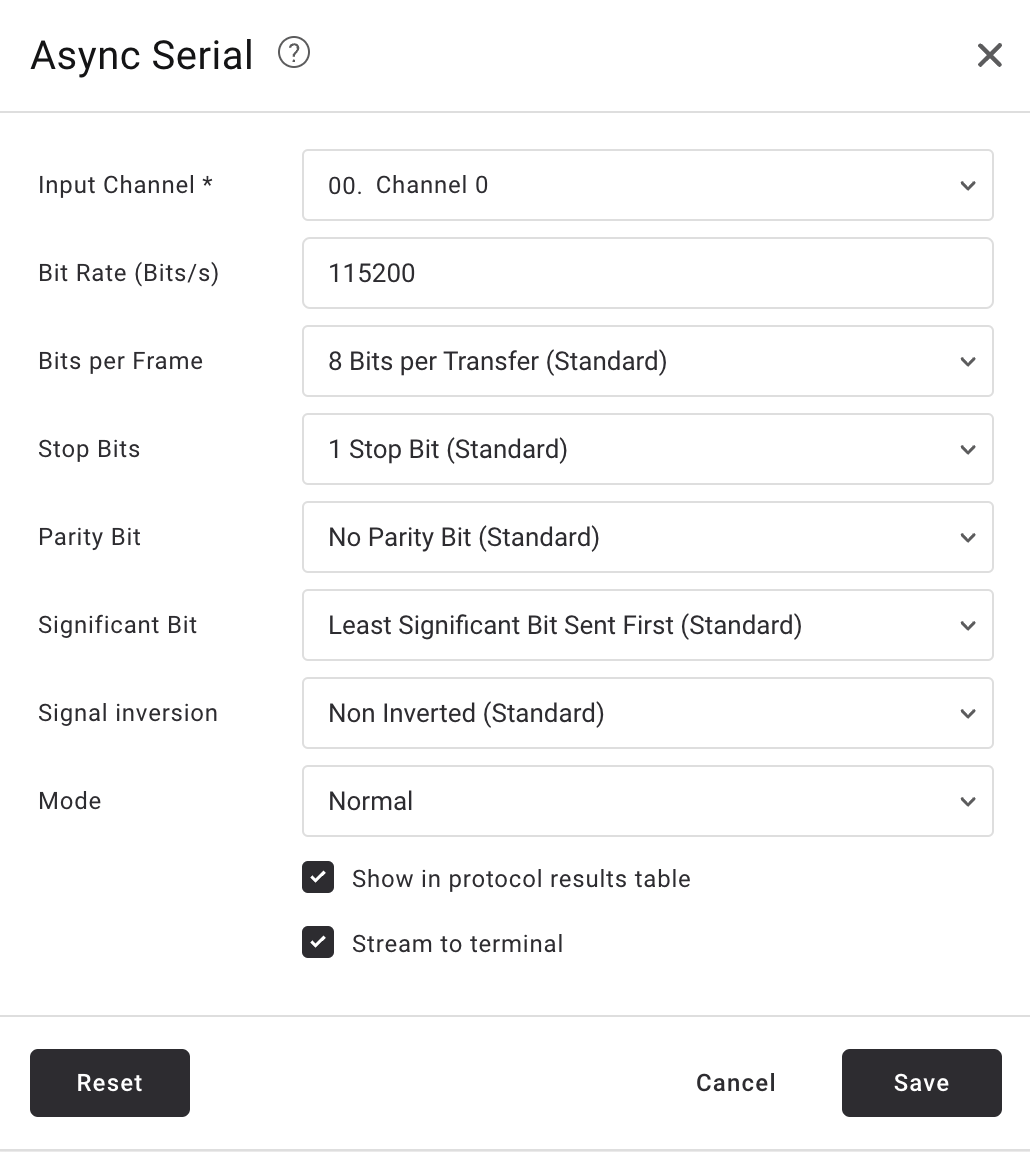 Async Serial ?
Input Channel * 00. Channel 0
Bit Rate (Bits/s) 115200
Bits per Frame 8 Bits per Transfer (Standard)
Stop Bits 1 Stop Bit (Standard)
Parity Bit No Parity Bit (Standard)
Significant Bit Least Significant Bit Sent First (Standard)
Signal inversion Non Inverted (Standard)
Mode Normal
Show in protocol results table
Stream to terminal
Reset Cancel Save